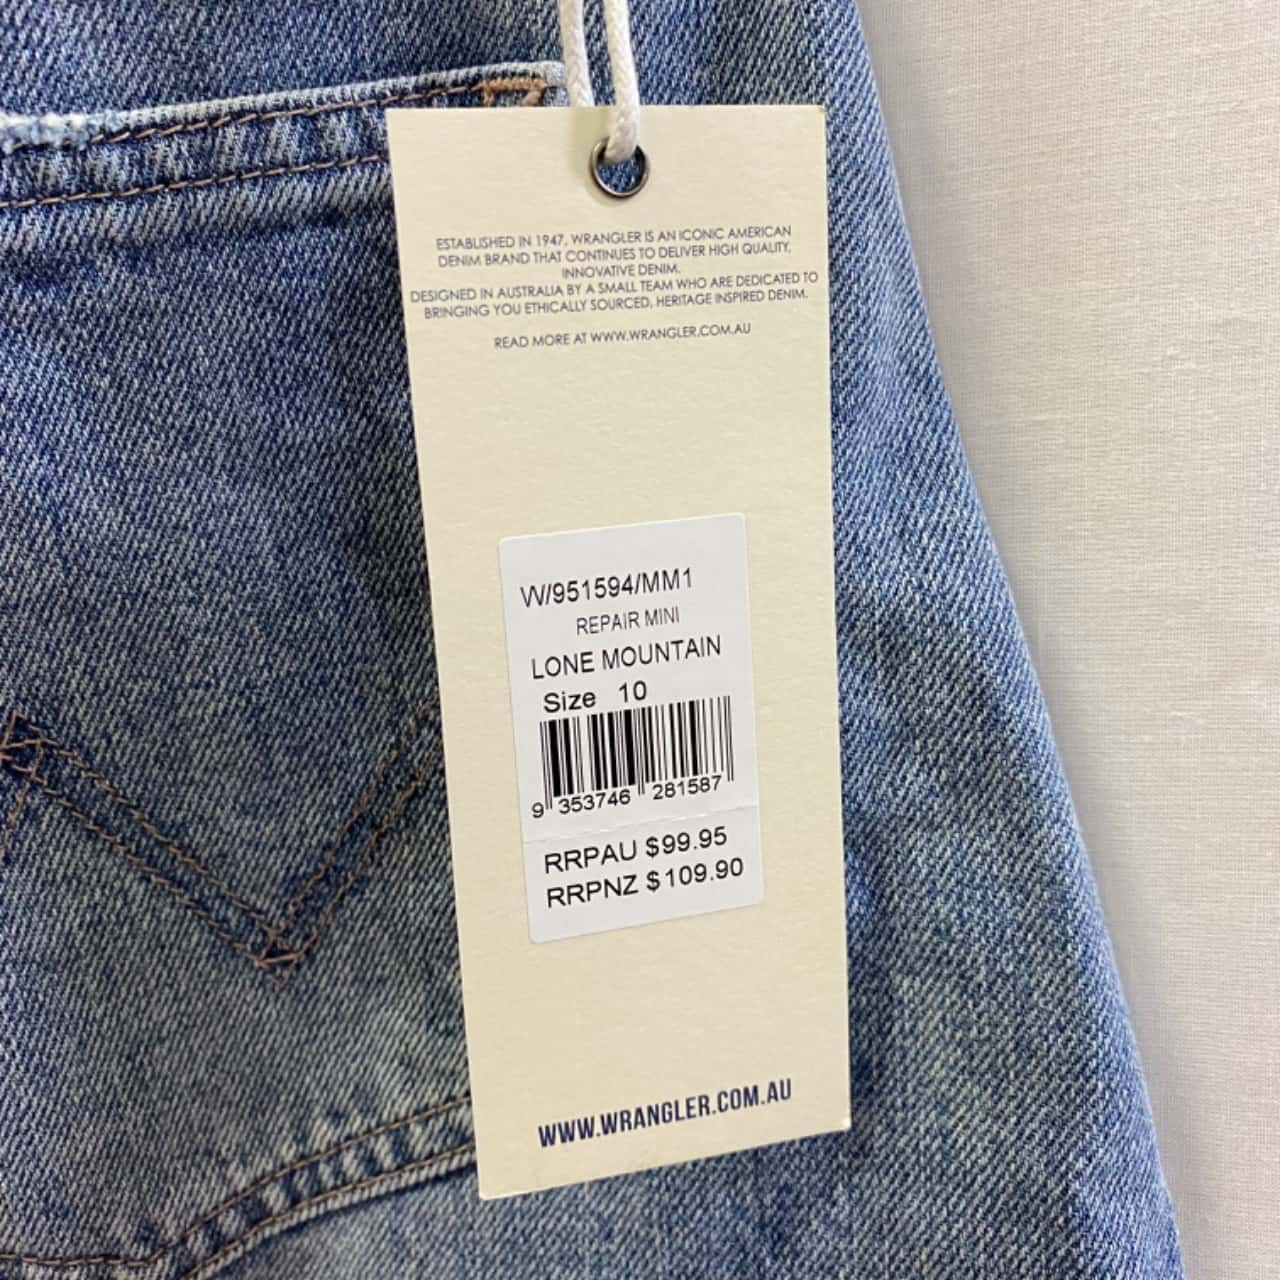 ESTABLISHED IN 1947, WRANGLER IS AN ICONIC AMERICAN
DENIM BRAND THAT CONTINUES TO DELIVER HIGH QUALITY,
INNOVATIVE DENIM.
DESIGNED IN AUSTRALIA BY A SMALL TEAM WHO ARE DEDICATED TO
BRINGING YOU ETHICALLY SOURCED, HERITAGE INSPIRED DENIM.
READ MORE AT WWW.WRANGLER.COM.AU
W/951594/MM1
REPAIR MINI
LONE MOUNTAIN
Size 10
9 353746 281587
RRPAU $99.95
RRPNZ $109.90
WWW.WRANGLER.COM.AU